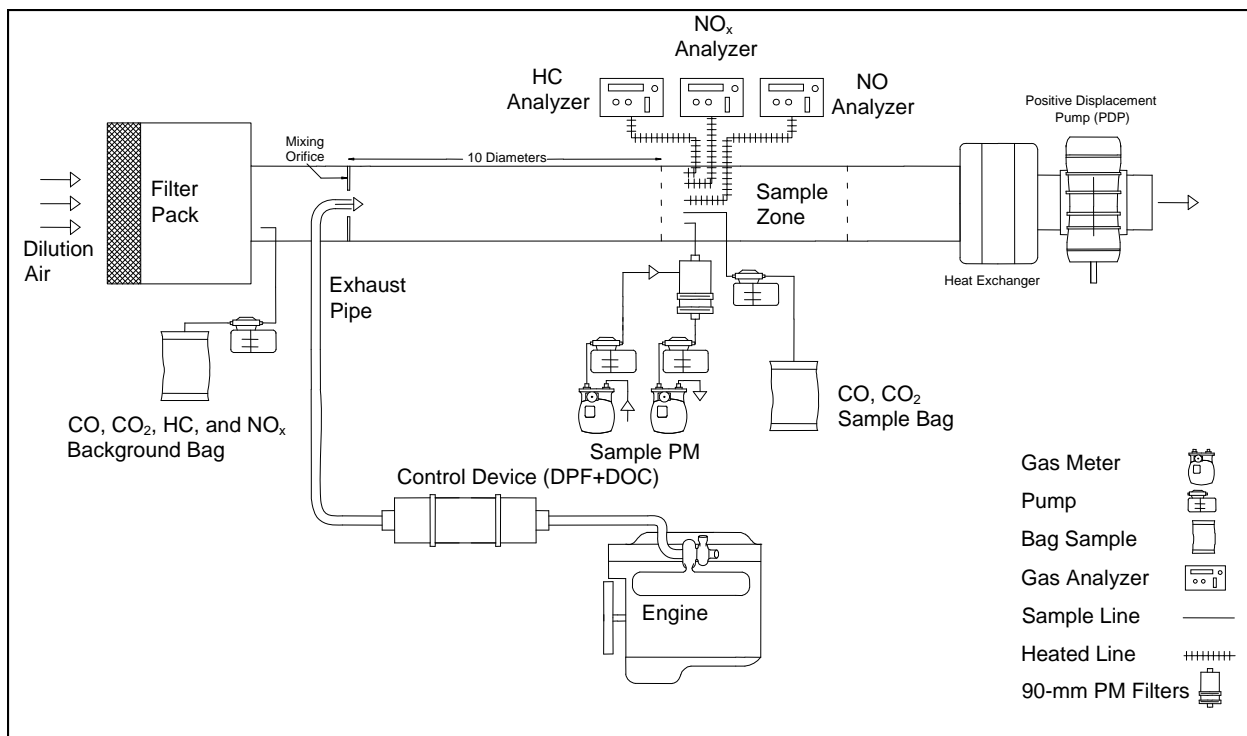 NOₓ
Analyzer
HC
Analyzer
NO
Analyzer
Positive Displacement
Pump (PDP)
Mixing
Orifice
10 Diameters
Filter
Pack
Sample
Zone
Dilution
Air
Exhaust
Pipe
Heat Exchanger
CO, CO₂, HC, and NOₓ
Background Bag
CO, CO₂
Sample Bag
Sample PM
Control Device (DPF+DOC)
Engine
Gas Meter
Pump
Bag Sample
Gas Analyzer
Sample Line
Heated Line
90-mm PM Filters